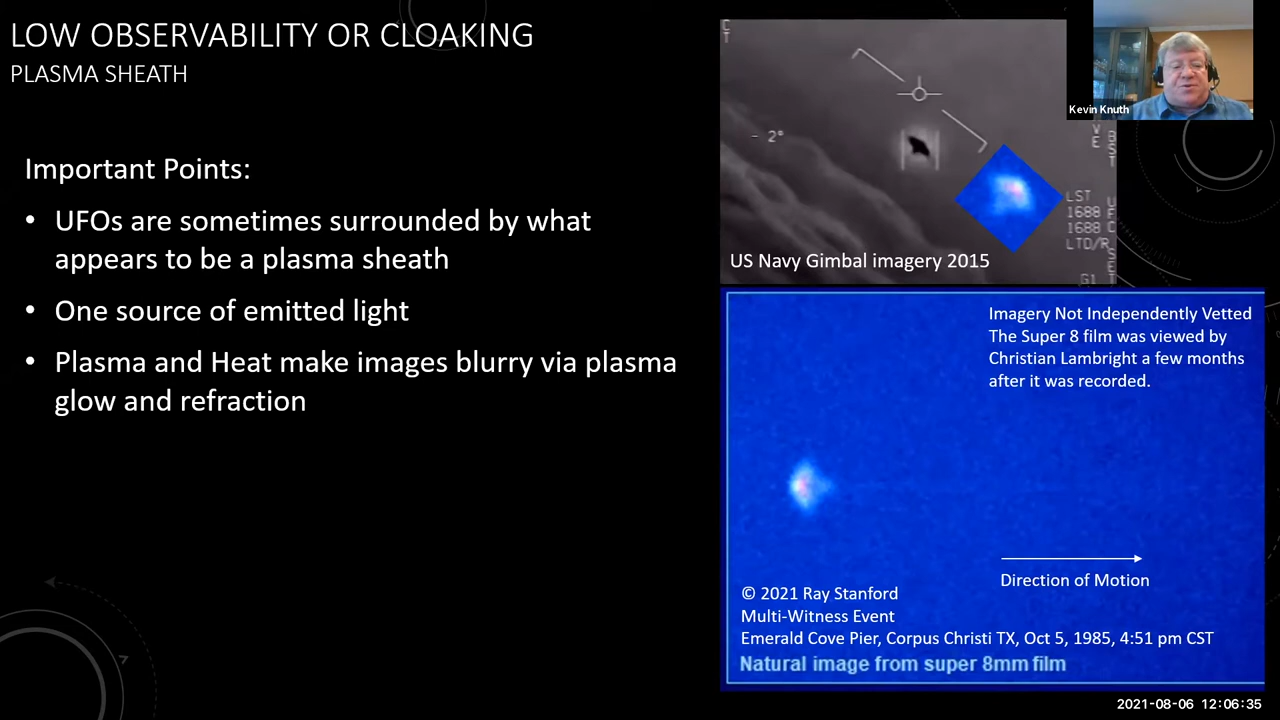 LOW OBSERVABILITY OR CLOAKING
PLASMA SHEATH
Important Points:
• UFOs are sometimes surrounded by what
appears to be a plasma sheath
• One source of emitted light
• Plasma and Heat make images blurry via plasma
glow and refraction
- 2°
LST
1688
1688
LTD/R
US Navy Gimbal imagery 2015
Kevin Knuth
Imagery Not Independently Vetted
The Super 8 film was viewed by
Christian Lambright a few months
after it was recorded.
Direction of Motion
© 2021 Ray Stanford
Multi-Witness Event
Emerald Cove Pier, Corpus Christi TX, Oct 5, 1985, 4:51 pm CST
Natural image from super 8mm film
2021-08-06 12:06:35